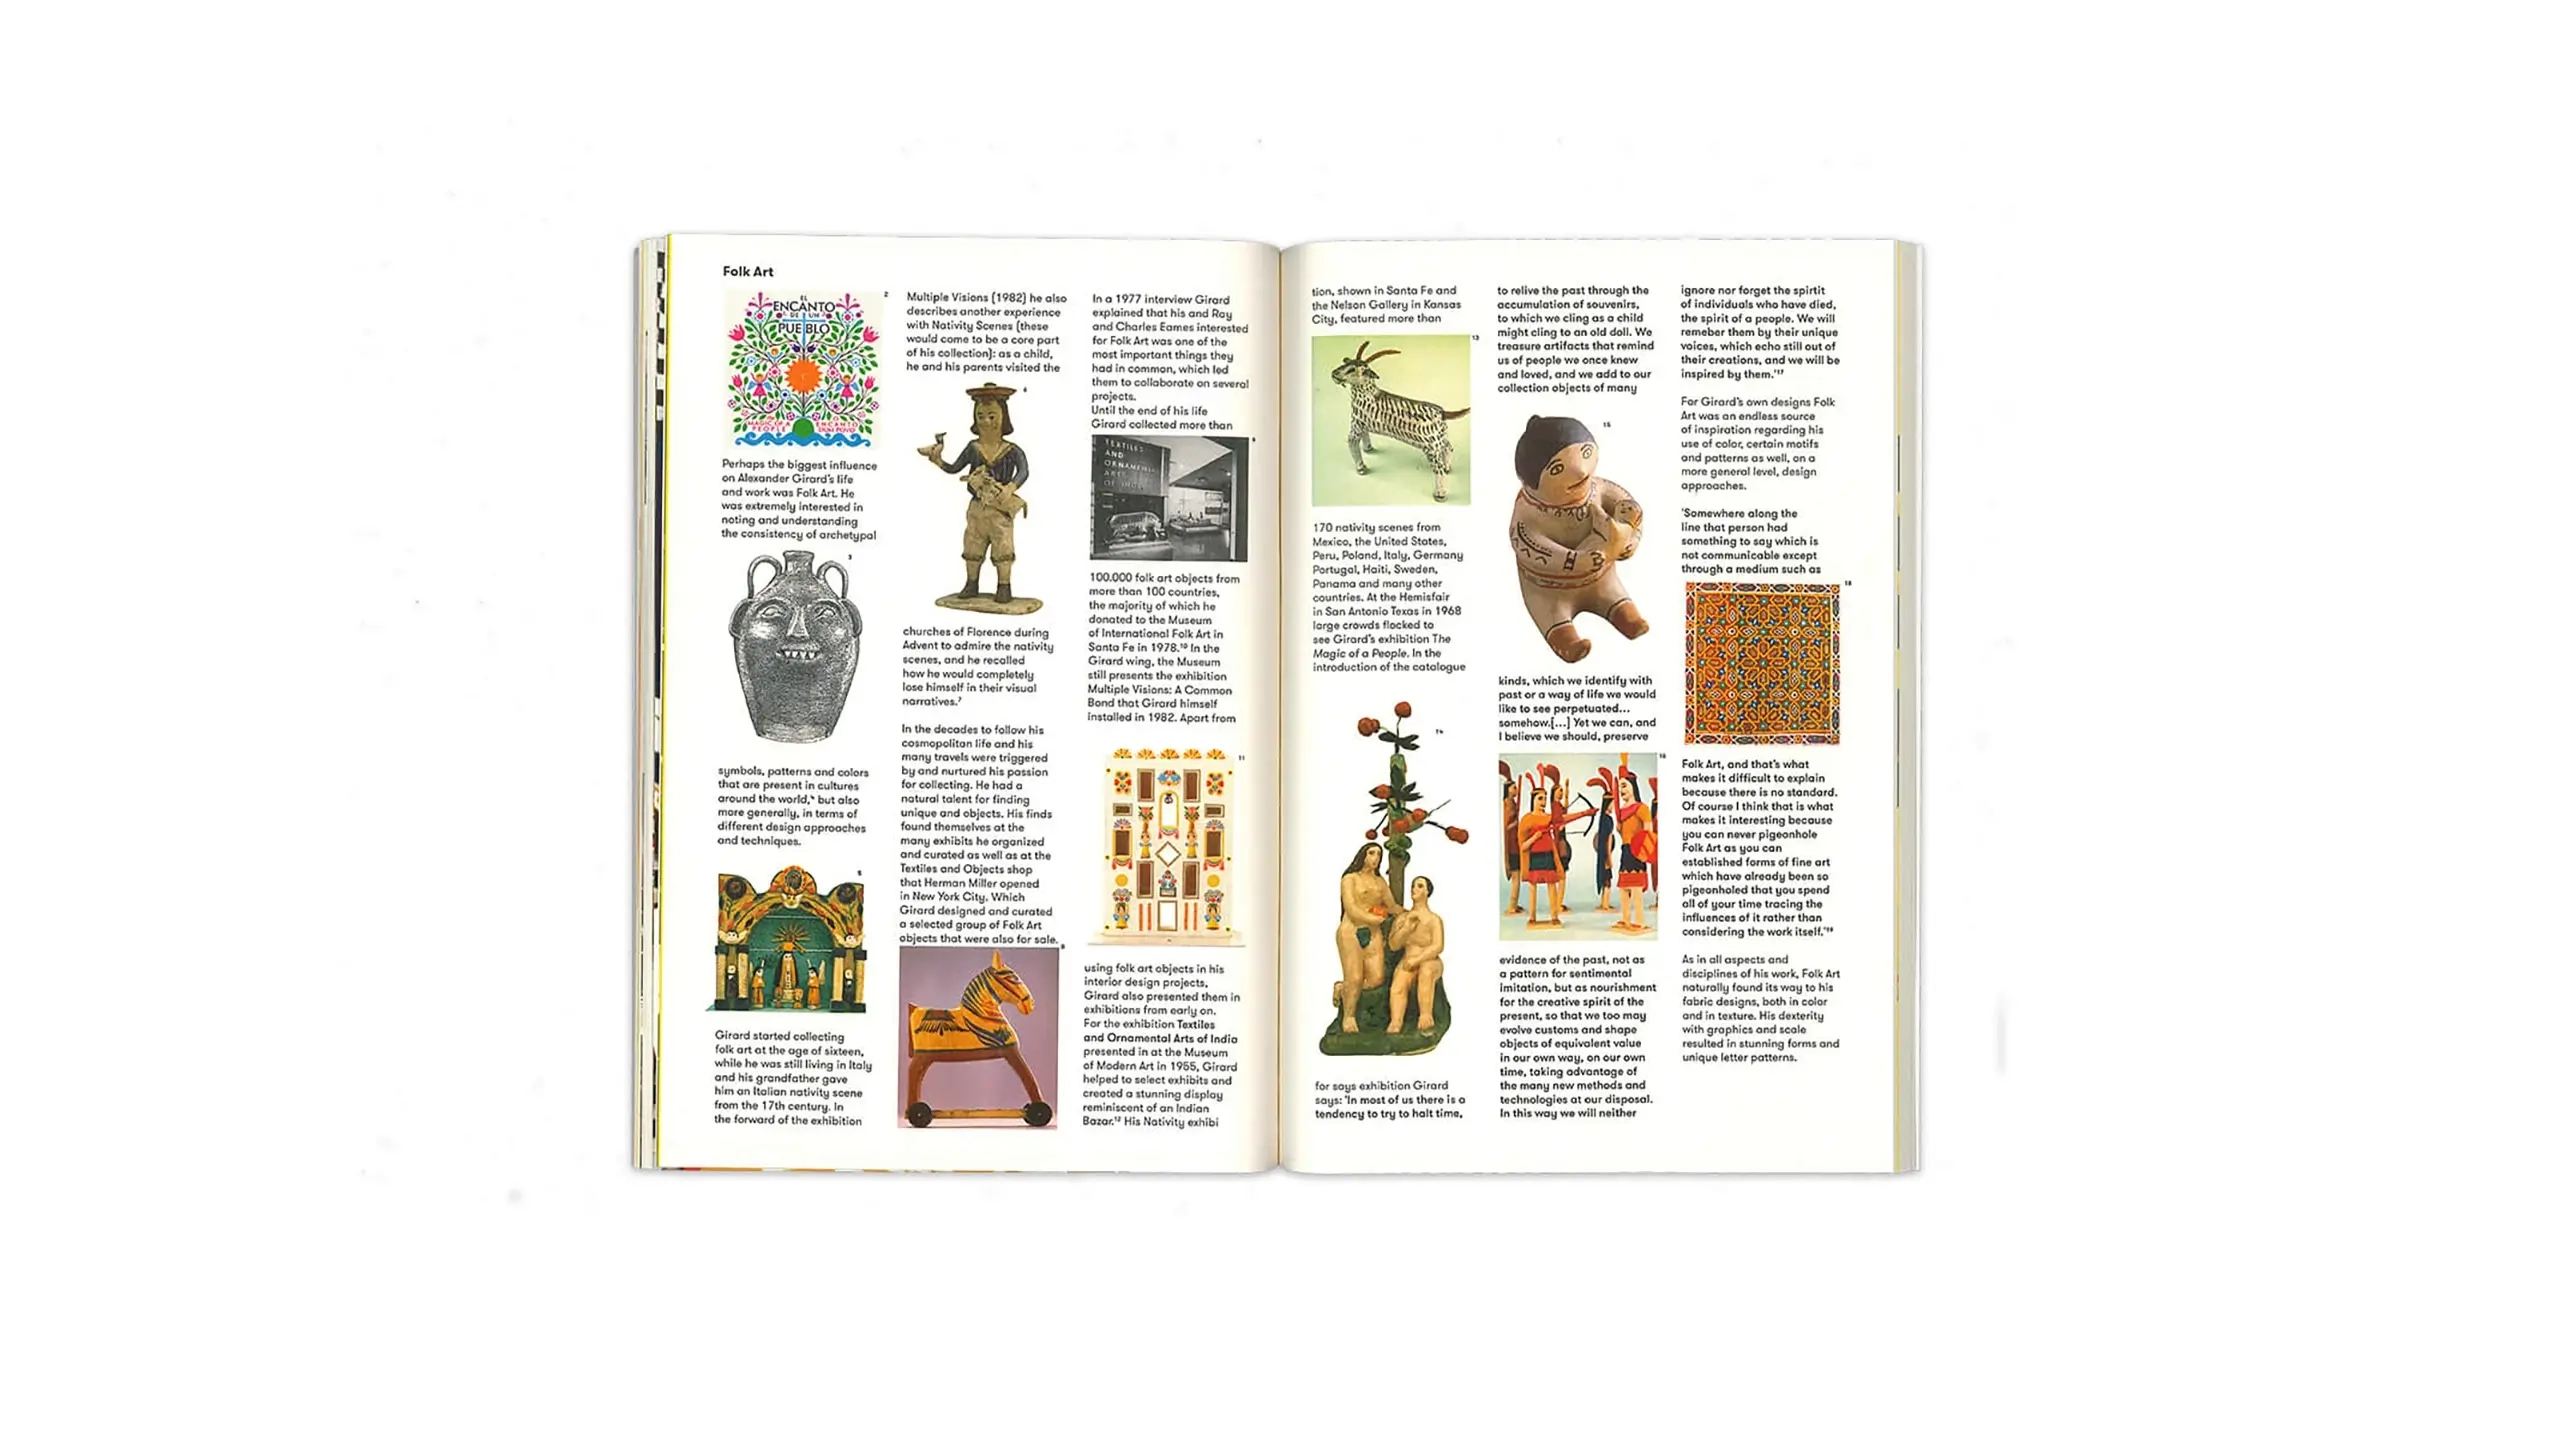 Folk Art
2
EL
ENCANTO
DE UN
PUEBLO
MAGIC OF A
PEOPLE
ENCANTO
DUM POVO
Perhaps the biggest influence
on Alexander Girard's life
and work was Folk Art. He
was extremely interested in
noting and understanding
the consistency of archetypal
3
symbols, patterns and colors
that are present in cultures
around the world, but also
more generally, in terms of
different design approaches
and techniques.
5
Girard started collecting
folk art at the age of sixteen,
while he was still living in Italy
and his grandfather gave
him an Italian nativity scene
from the 17th century. In
the forward of the exhibition
Multiple Visions (1982) he also
describes another experience
with Nativity Scenes (these
would come to be a core part
of his collection): as a child,
he and his parents visited the
churches of Florence during
Advent to admire the nativity
scenes, and he recalled
how he would completely
lose himself in their visual
narratives.⁷
In the decades to follow his
cosmopolitan life and his
many travels were triggered
by and nurtured his passion
for collecting. He had a
natural talent for finding
unique and objects. His finds
found themselves at the
many exhibits he organized
and curated as well as at the
Textiles and Objects shop
that Herman Miller opened
in New York City. Which
Girard designed and curated
a selected group of Folk Art
objects that were also for sale.
In a 1977 interview Girard
explained that his and Ray
and Charles Eames interested
for Folk Art was one of the
most important things they
had in common, which led
them to collaborate on several
projects.
Until the end of his life
Girard collected more than
TEXTILES
AND
ORNAMENTAL
ARTS
OF INDIA
100.000 folk art objects from
more than 100 countries,
the majority of which he
donated to the Museum
of International Folk Art in
Santa Fe in 1978.¹⁰ In the
Girard wing, the Museum
still presents the exhibition
Multiple Visions: A Common
Bond that Girard himself
installed in 1982. Apart from
11
using folk art objects in his
interior design projects,
Girard also presented them in
exhibitions from early on.
For the exhibition Textiles
and Ornamental Arts of India
presented in at the Museum
of Modern Art in 1955, Girard
helped to select exhibits and
created a stunning display
reminiscent of an Indian
Bazar.¹² His Nativity exhibi
tion, shown in Santa Fe and
the Nelson Gallery in Kansas
City, featured more than
13
170 nativity scenes from
Mexico, the United States,
Peru, Poland, Italy, Germany
Portugal, Haiti, Sweden,
Panama and many other
countries. At the Hemisfair
in San Antonio Texas in 1968
large crowds flocked to
see Girard's exhibition The
Magic of a People. In the
introduction of the catalogue
14
for says exhibition Girard
says: 'In most of us there is a
tendency to try to halt time,
to relive the past through the
accumulation of souvenirs,
to which we cling as a child
might cling to an old doll. We
treasure artifacts that remind
us of people we once knew
and loved, and we add to our
collection objects of many
15
kinds, which we identify with
past or a way of life we would
like to see perpetuated...
somehow.[...] Yet we can, and
I believe we should, preserve
16
evidence of the past, not as
a pattern for sentimental
imitation, but as nourishment
for the creative spirit of the
present, so that we too may
evolve customs and shape
objects of equivalent value
in our own way, on our own
time, taking advantage of
the many new methods and
technologies at our disposal.
In this way we will neither
ignore nor forget the spirtit
of individuals who have died,
the spirit of a people. We will
remeber them by their unique
voices, which echo still out of
their creations, and we will be
inspired by them.'¹⁷
For Girard's own designs Folk
Art was an endless source
of inspiration regarding his
use of color, certain motifs
and patterns as well, on a
more general level, design
approaches.
'Somewhere along the
line that person had
something to say which is
not communicable except
through a medium such as
18
Folk Art, and that's what
makes it difficult to explain
because there is no standard.
Of course I think that is what
makes it interesting because
you can never pigeonhole
Folk Art as you can
established forms of fine art
which have already been so
pigeonholed that you spend
all of your time tracing the
influences of it rather than
considering the work itself.'¹⁹
As in all aspects and
disciplines of his work, Folk Art
naturally found its way to his
fabric designs, both in color
and in texture. His dexterity
with graphics and scale
resulted in stunning forms and
unique letter patterns.